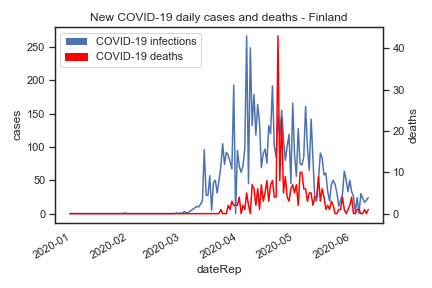 New COVID-19 daily cases and deaths - Finland
COVID-19 infections
COVID-19 deaths
250
200
150
100
50
0
cases
40
30
20
10
0
deaths
2020-01
2020-02
2020-03
2020-04
2020-05
2020-06
dateRep